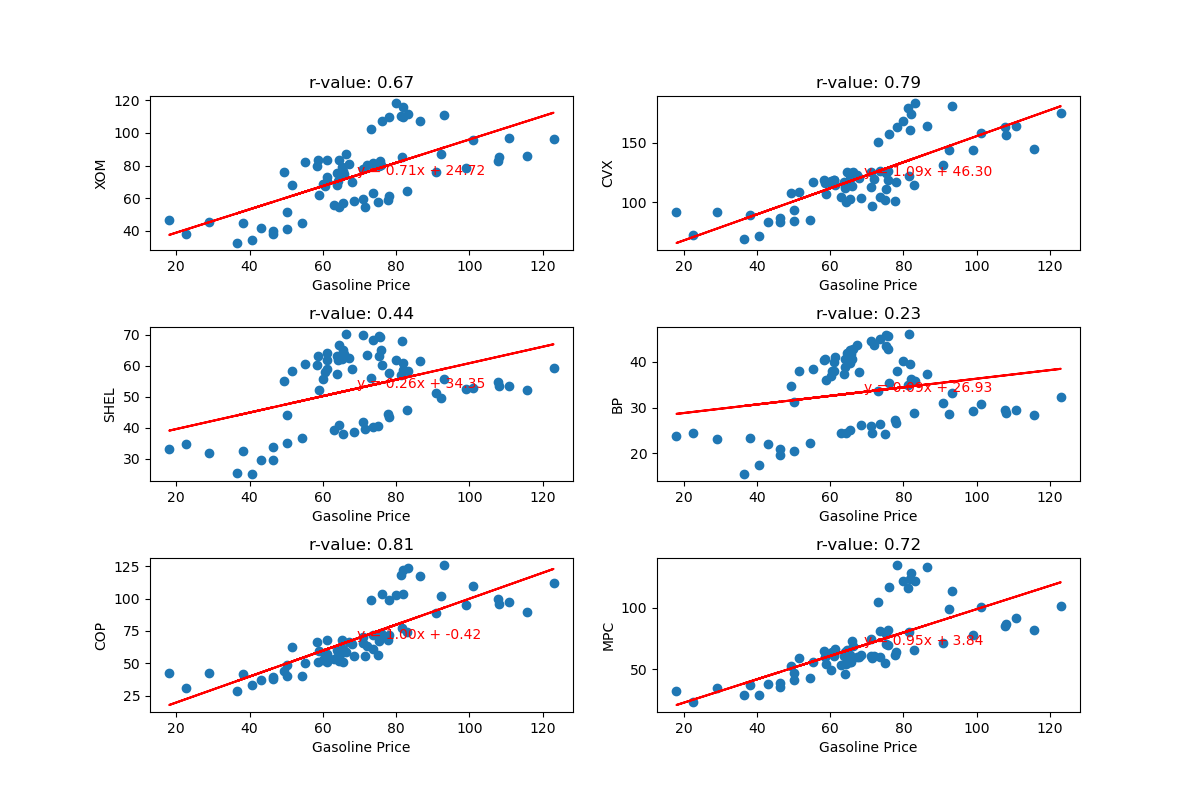 r-value: 0.67
XOM
120
100
80
60
40
y = 0.71x + 24.72
20 40 60 80 100 120
Gasoline Price
r-value: 0.79
CVX
150
100
y = 1.09x + 46.30
20 40 60 80 100 120
Gasoline Price
r-value: 0.44
SHEL
70
60
50
40
30
y = 0.26x + 34.35
20 40 60 80 100 120
Gasoline Price
r-value: 0.23
BP
40
30
20
y = 0.09x + 26.93
20 40 60 80 100 120
Gasoline Price
r-value: 0.81
COP
125
100
75
50
25
y = 1.00x + -0.42
20 40 60 80 100 120
Gasoline Price
r-value: 0.72
MPC
100
50
y = 0.95x + 3.84
20 40 60 80 100 120
Gasoline Price